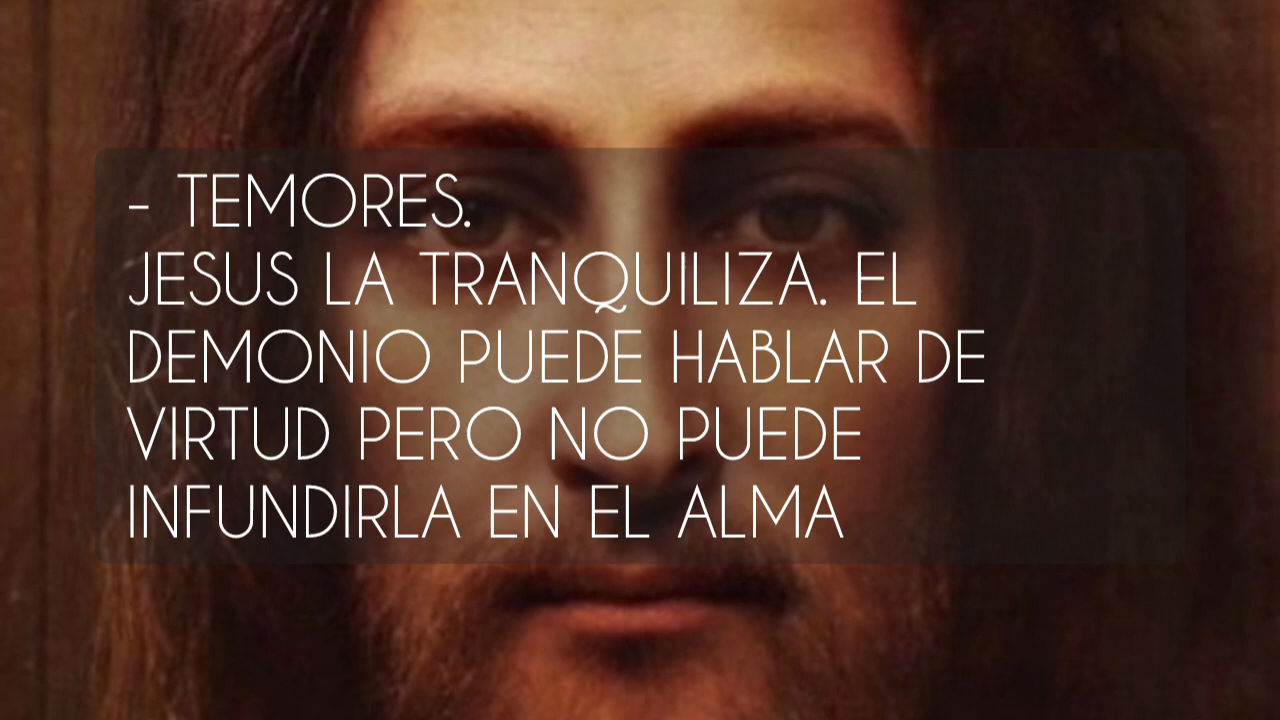 - TEMORES.
JESUS LA TRANQUILIZA. EL
DEMONIO PUEDE HABLAR DE
VIRTUD PERO NO PUEDE
INFUNDIRLA EN EL ALMA